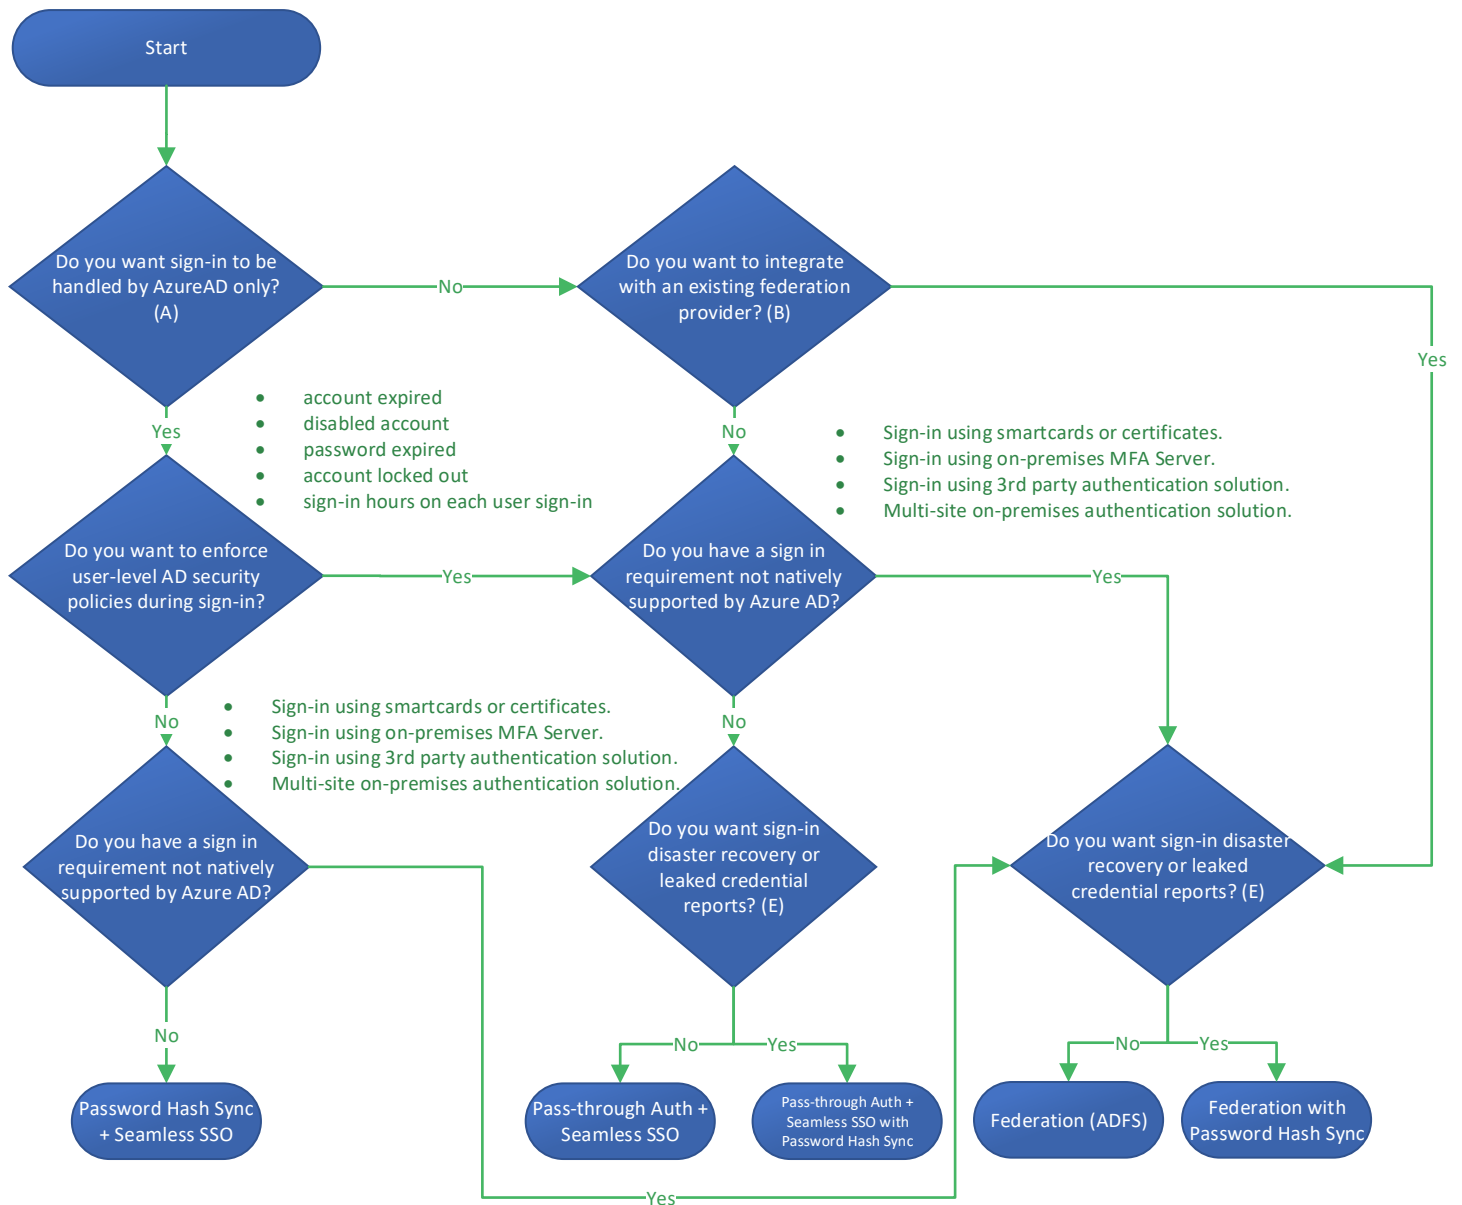 Start
Do you want sign-in to be
handled by AzureAD only?
(A)
No
Do you want to integrate
with an existing federation
provider? (B)
Yes
Yes
• account expired
• disabled account
• password expired
• account locked out
• sign-in hours on each user sign-in
No
• Sign-in using smartcards or certificates.
• Sign-in using on-premises MFA Server.
• Sign-in using 3rd party authentication solution.
• Multi-site on-premises authentication solution.
Do you want to enforce
user-level AD security
policies during sign-in?
Yes
Do you have a sign in
requirement not natively
supported by Azure AD?
Yes
No
• Sign-in using smartcards or certificates.
• Sign-in using on-premises MFA Server.
• Sign-in using 3rd party authentication solution.
• Multi-site on-premises authentication solution.
No
Do you have a sign in
requirement not natively
supported by Azure AD?
Do you want sign-in
disaster recovery or
leaked credential
reports? (E)
Do you want sign-in disaster
recovery or leaked
credential reports? (E)
No
No
Yes
No
Yes
Password Hash Sync
+ Seamless SSO
Pass-through Auth +
Seamless SSO
Pass-through Auth +
Seamless SSO with
Password Hash Sync
Federation (ADFS)
Federation with
Password Hash Sync
Yes